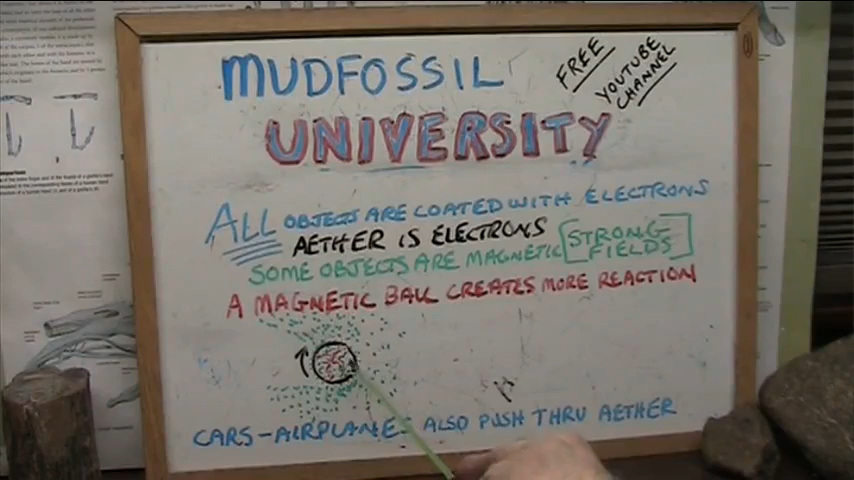 MUDFOSSIL
UNIVERSITY
FREE
YOUTUBE
CHANNEL
ALL OBJECTS ARE COATED WITH ELECTRONS
AETHER IS ELECTRONS
SOME OBJECTS ARE MAGNETIC [STRONG
FIELDS]
A MAGNETIC BALL CREATES MORE REACTION
CARS-AIRPLANES ALSO PUSH THRU AETHER